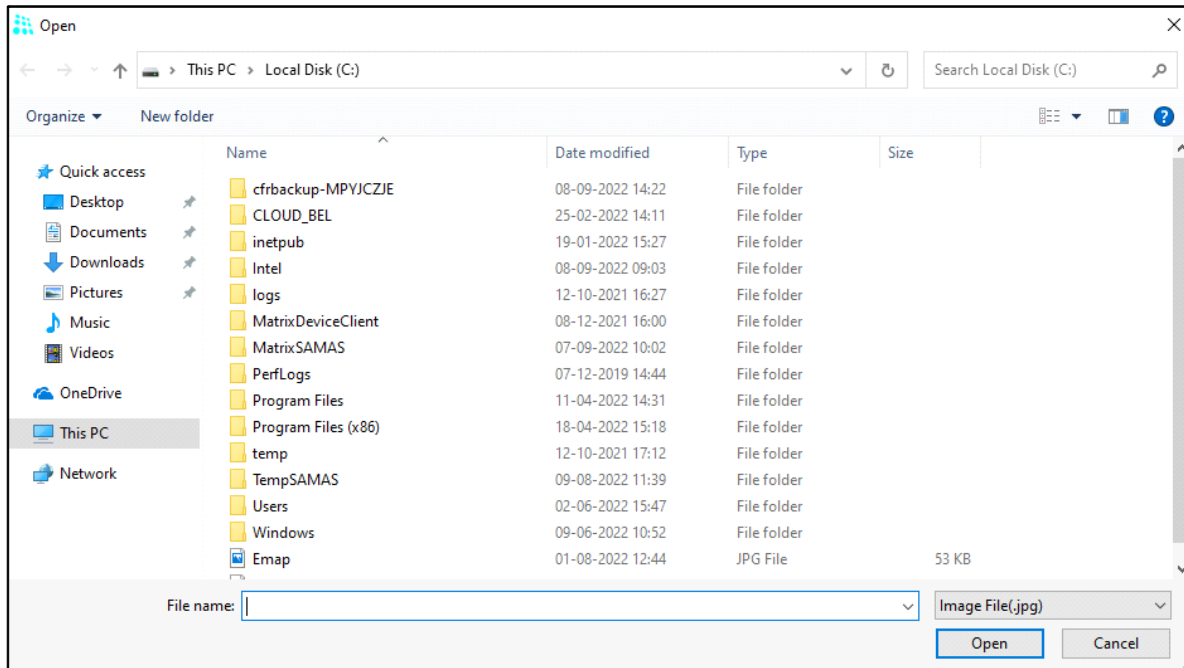 Open
This PC > Local Disk (C:)
Search Local Disk (C:)
Organize
New folder
Name Date modified Type Size
Quick access
Desktop
Documents
Downloads
Pictures
Music
Videos
OneDrive
This PC
Network
cfrbackup-MPYJCZJE 08-09-2022 14:22 File folder
CLOUD_BEL 25-02-2022 14:11 File folder
inetpub 19-01-2022 15:27 File folder
Intel 08-09-2022 09:03 File folder
logs 12-10-2021 16:27 File folder
MatrixDeviceClient 08-12-2021 16:00 File folder
MatrixSAMAS 07-09-2022 10:02 File folder
PerfLogs 07-12-2019 14:44 File folder
Program Files 11-04-2022 14:31 File folder
Program Files (x86) 18-04-2022 15:18 File folder
temp 12-10-2021 17:12 File folder
TempSAMAS 09-08-2022 11:39 File folder
Users 02-06-2022 15:47 File folder
Windows 09-06-2022 10:52 File folder
Emap 01-08-2022 12:44 JPG File 53 KB
File name:
Image File(.jpg)
Open
Cancel